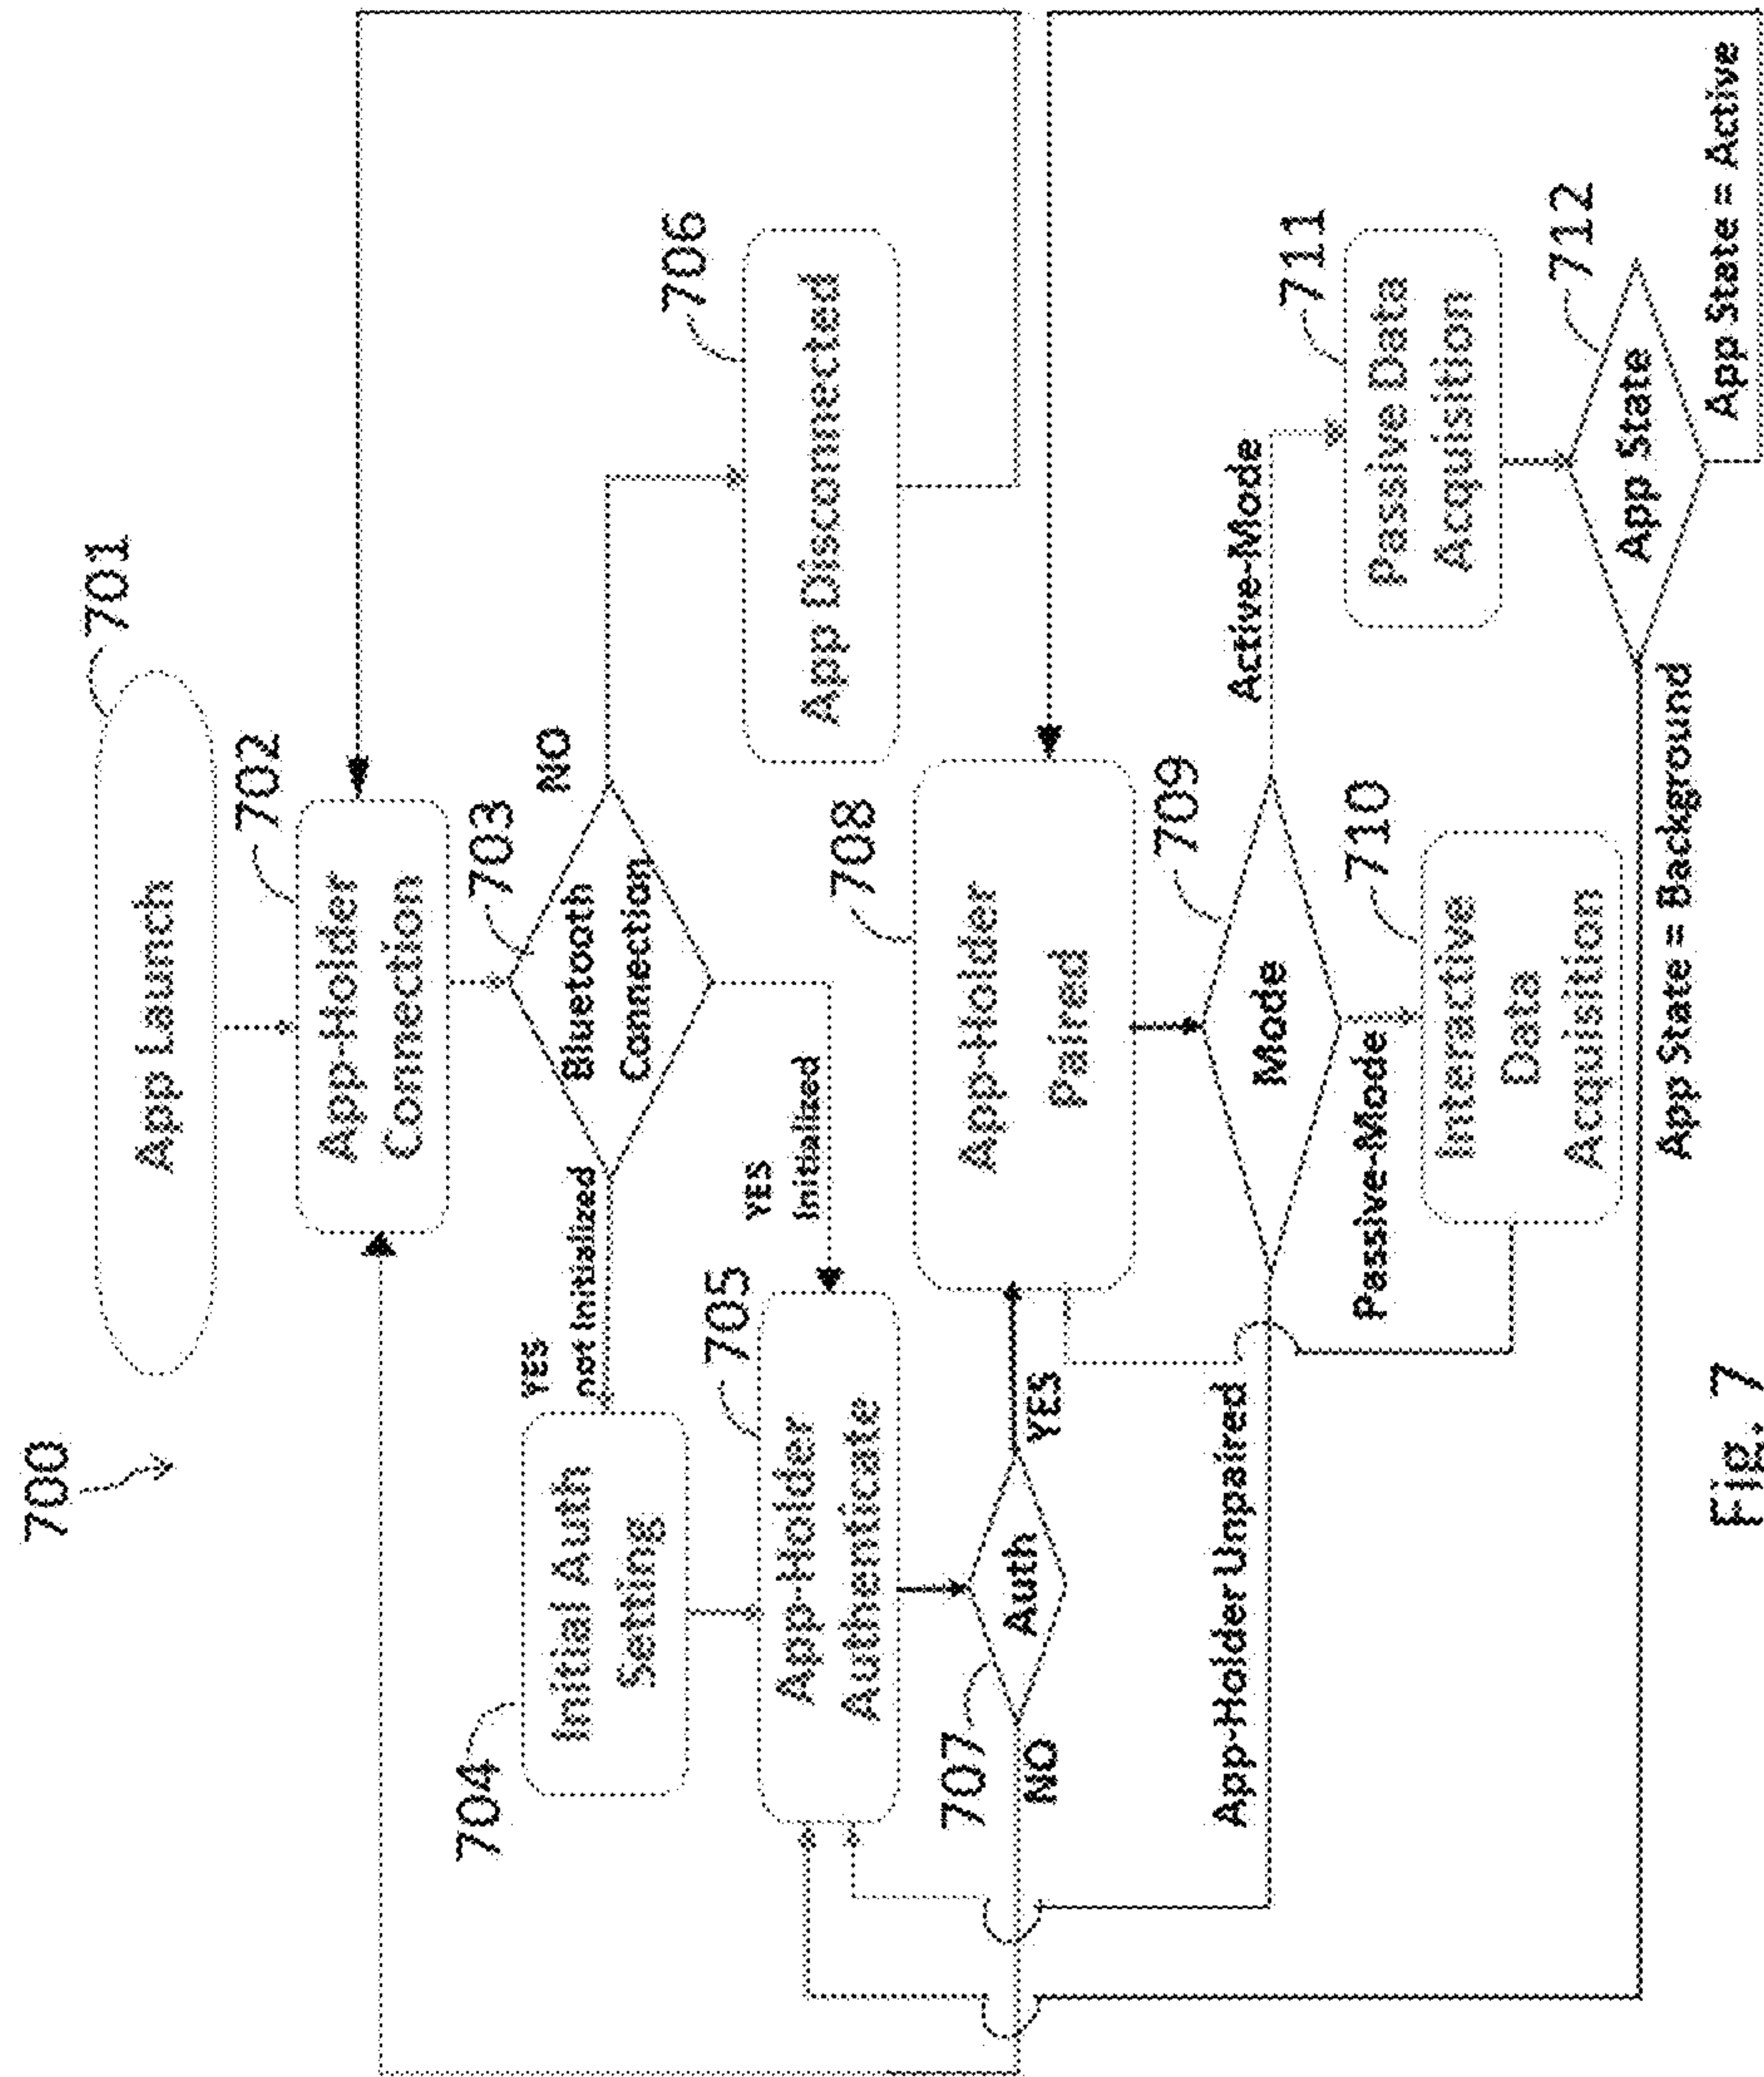 700
App Launch
701
App-Holder
Connection
702
Bluetooth
Connection
703
NO
YES
not Initialized
YES
Initialized
Initial Auth
Setting
704
App-Holder
Authenticate
705
App Disconnected
706
Auth
707
NO
YES
App-Holder
Paired
708
Mode
709
App-Holder Unpaired
Passive-Mode
Active-Mode
Interactive
Data
Acquisition
710
Passive Data
Acquisition
711
App State
712
App State = Background
App State = Active
Fig. 7